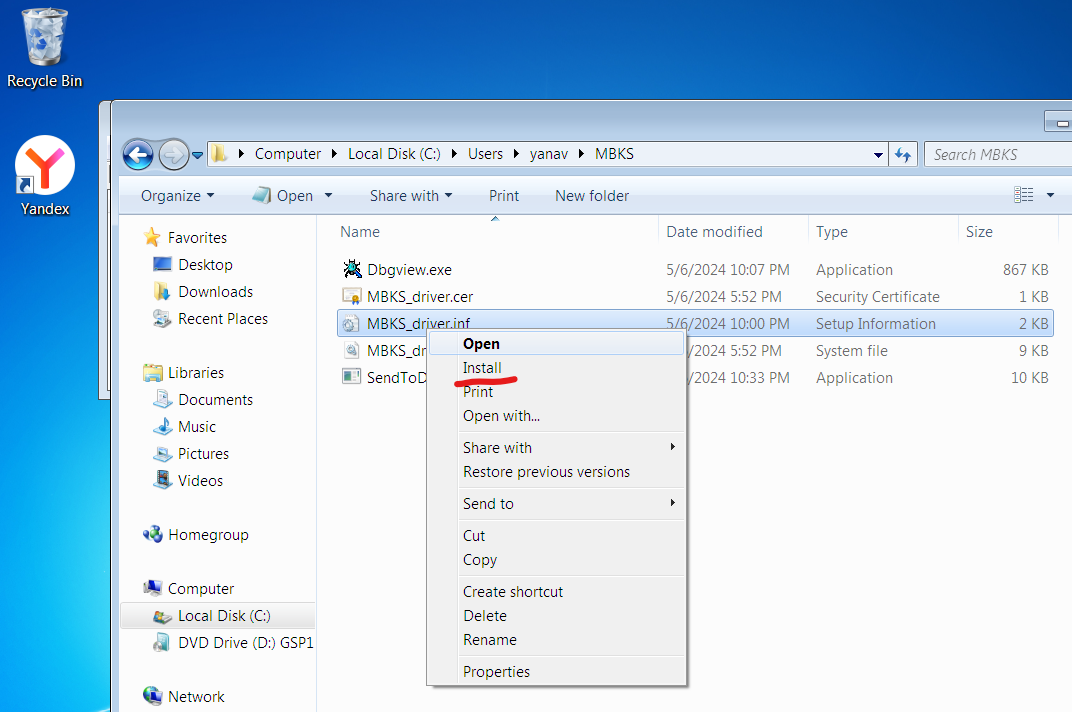 Recycle Bin
Yandex
Computer Local Disk (C:) Users yanav MBKS
Search MBKS
Organize Open Share with Print New folder
Name Date modified Type Size
Dbgview.exe 5/6/2024 10:07 PM Application 867 KB
MBKS_driver.cer 5/6/2024 5:52 PM Security Certificate 1 KB
MBKS_driver.inf 5/6/2024 10:00 PM Setup Information 2 KB
MBKS_dr /2024 5:52 PM System file 9 KB
SendToD /2024 10:33 PM Application 10 KB
Open
Install
Print
Open with...
Share with
Restore previous versions
Send to
Cut
Copy
Create shortcut
Delete
Rename
Properties
Favorites
Desktop
Downloads
Recent Places
Libraries
Documents
Music
Pictures
Videos
Homegroup
Computer
Local Disk (C:)
DVD Drive (D:) GSP1
Network